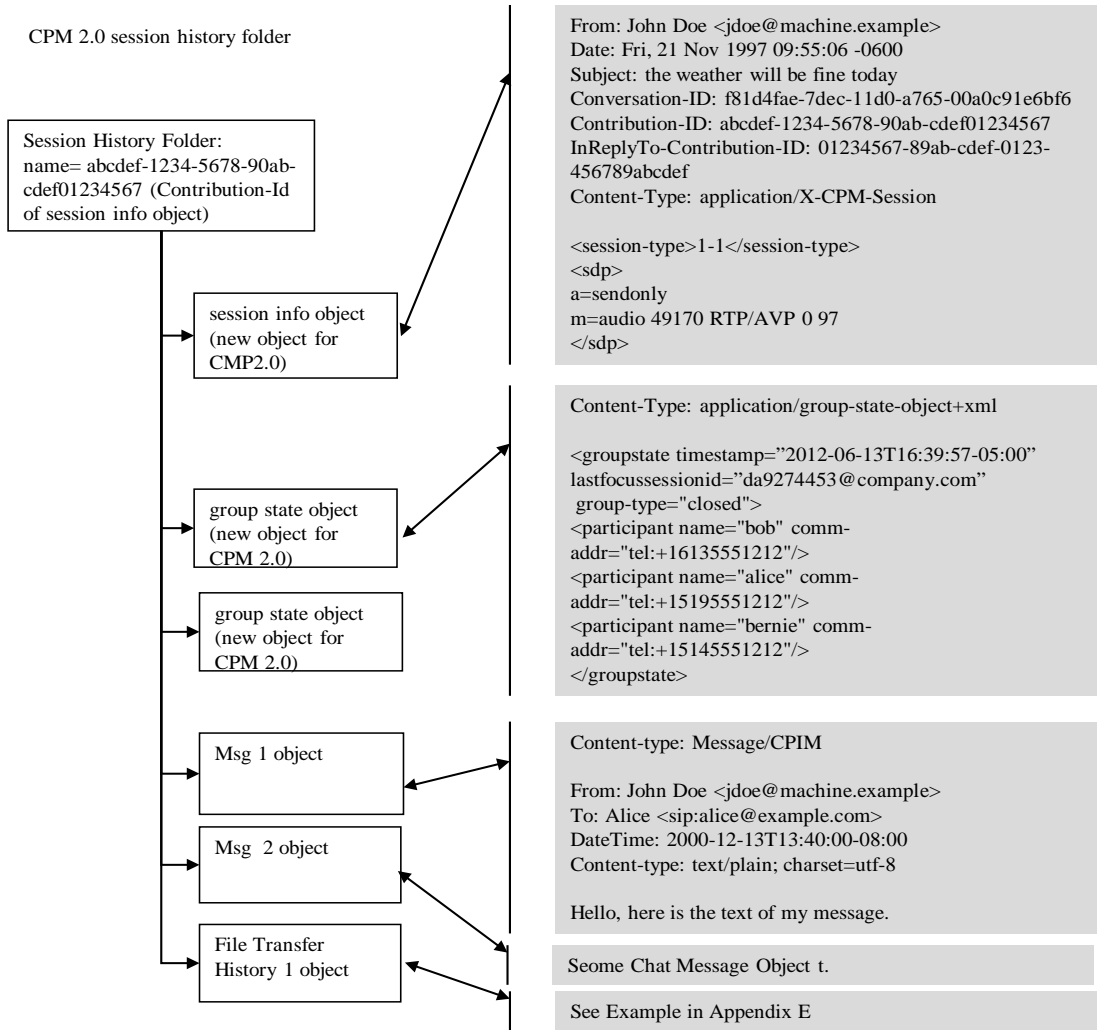 CPM 2.0 session history folder
Session History Folder:
name= abcdef-1234-5678-90ab-
cdef01234567 (Contribution-Id
of session info object)
session info object
(new object for
CMP2.0)
group state object
(new object for
CPM 2.0)
group state object
(new object for
CPM 2.0)
Msg 1 object
Msg 2 object
File Transfer
History 1 object
From: John Doe <jdoe@machine.example>
Date: Fri, 21 Nov 1997 09:55:06 -0600
Subject: the weather will be fine today
Conversation-ID: f81d4fae-7dec-11d0-a765-00a0c91e6bf6
Contribution-ID: abcdef-1234-5678-90ab-cdef01234567
InReplyTo-Contribution-ID: 01234567-89ab-cdef-0123-
456789abcdef
Content-Type: application/X-CPM-Session
<session-type>1-1</session-type>
<sdp>
a=sendonly
m=audio 49170 RTP/AVP 0 97
</sdp>
Content-Type: application/group-state-object+xml
<groupstate timestamp=”2012-06-13T16:39:57-05:00”
lastfocussessionid=”da9274453@company.com”
group-type="closed">
<participant name="bob" comm-
addr="tel:+16135551212"/>
<participant name="alice" comm-
addr="tel:+15195551212"/>
<participant name="bernie" comm-
addr="tel:+15145551212"/>
</groupstate>
Content-type: Message/CPIM
From: John Doe <jdoe@machine.example>
To: Alice <sip:alice@example.com>
DateTime: 2000-12-13T13:40:00-08:00
Content-type: text/plain; charset=utf-8
Hello, here is the text of my message.
Seome Chat Message Object t.
See Example in Appendix E